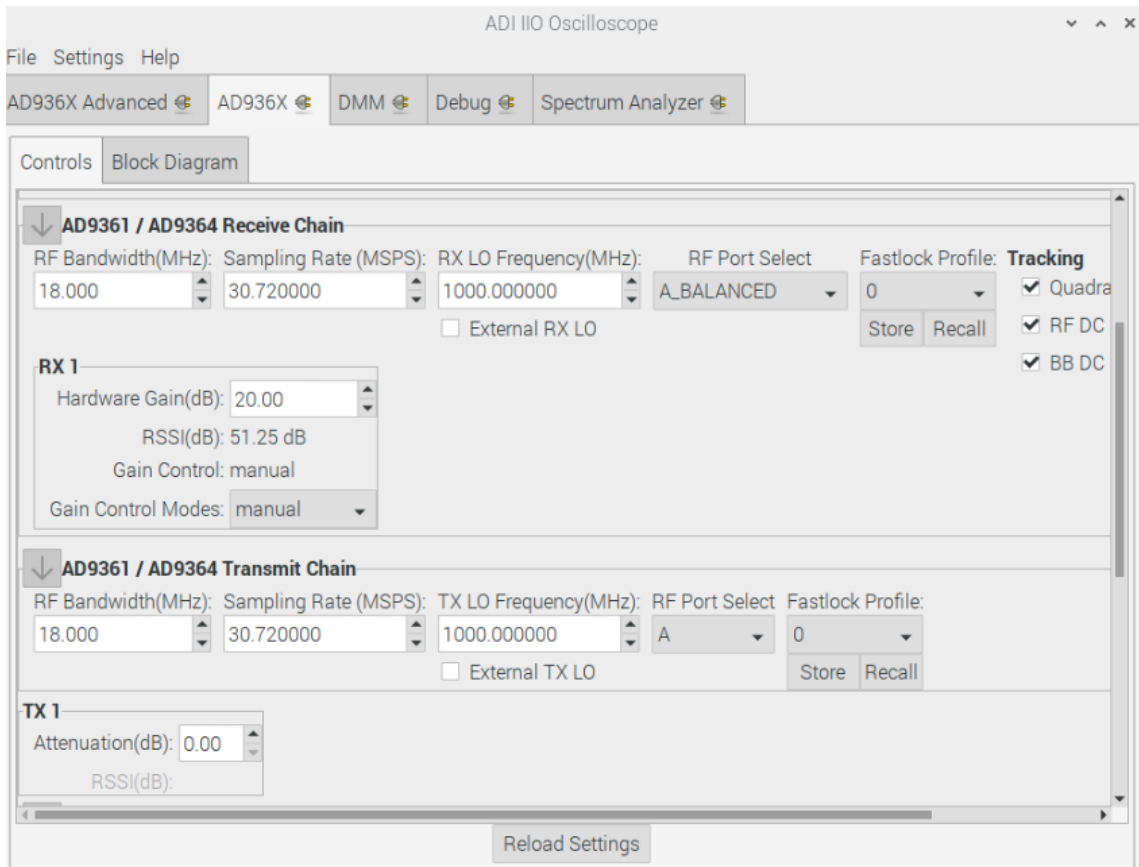 ADI IIO Oscilloscope
File Settings Help
AD936X Advanced AD936X DMM Debug Spectrum Analyzer
Controls Block Diagram
AD9361 / AD9364 Receive Chain
RF Bandwidth(MHz): Sampling Rate (MSPS): RX LO Frequency(MHz): RF Port Select Fastlock Profile: Tracking
18.000 30.720000 1000.000000 A_BALANCED 0 Quadra
External RX LO Store Recall RF DC
RX 1 BB DC
Hardware Gain(dB): 20.00
RSSI(dB): 51.25 dB
Gain Control: manual
Gain Control Modes: manual
AD9361 / AD9364 Transmit Chain
RF Bandwidth(MHz): Sampling Rate (MSPS): TX LO Frequency(MHz): RF Port Select Fastlock Profile:
18.000 30.720000 1000.000000 A 0
External TX LO Store Recall
TX 1
Attenuation(dB): 0.00
RSSI(dB):
Reload Settings